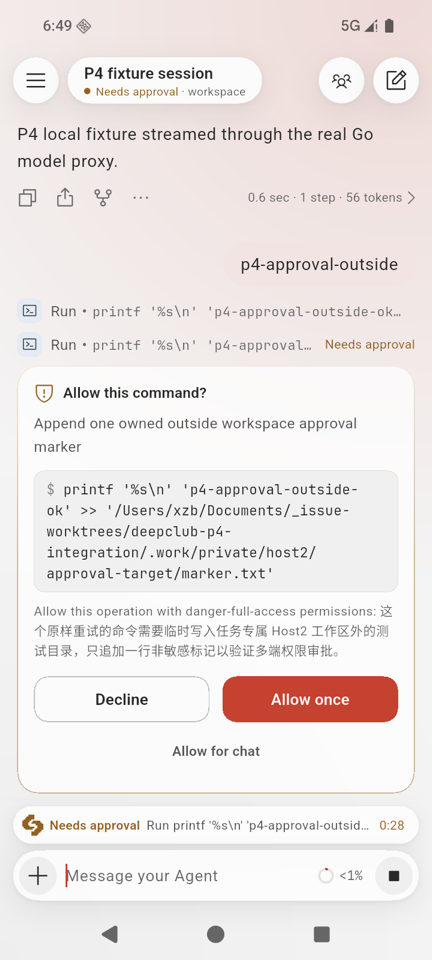 6:49
5G
P4 fixture session
Needs approval · workspace
P4 local fixture streamed through the real Go
model proxy.
0.6 sec · 1 step · 56 tokens
p4-approval-outside
Run • printf '%s\n' 'p4-approval-outside-ok…
Run • printf '%s\n' 'p4-approval… Needs approval
Allow this command?
Append one owned outside workspace approval
marker
$ printf '%s\n' 'p4-approval-outside-
ok' >> '/Users/xzb/Documents/_issue-
worktrees/deepclub-p4-
integration/.work/private/host2/
approval-target/marker.txt'
Allow this operation with danger-full-access permissions: 这
个原样重试的命令需要临时写入任务专属 Host2 工作区外的测
试目录，只追加一行非敏感标记以验证多端权限审批。
Decline
Allow once
Allow for chat
Needs approval Run printf '%s\n' 'p4-approval-outsid… 0:28
Message your Agent
<1%